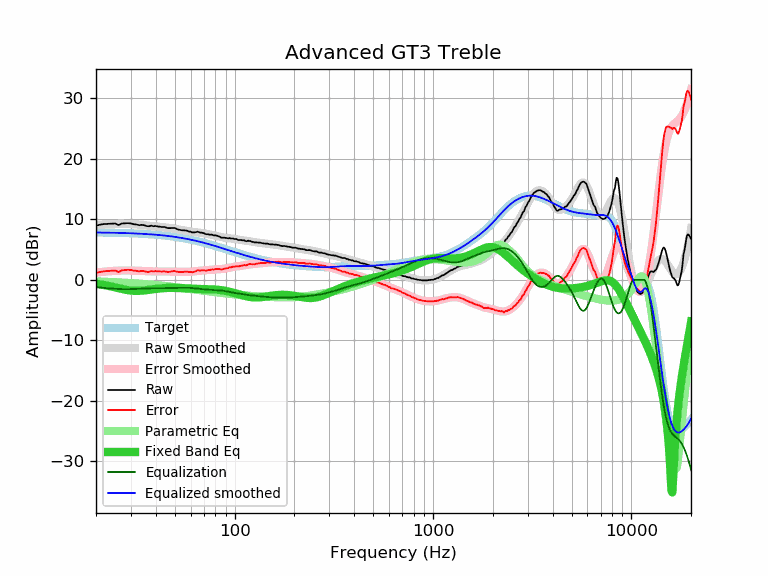 Advanced GT3 Treble
30
20
10
0
−10
−20
−30
Amplitude (dBr)
Target
Raw Smoothed
Error Smoothed
Raw
Error
Parametric Eq
Fixed Band Eq
Equalization
Equalized smoothed
100
1000
10000
Frequency (Hz)